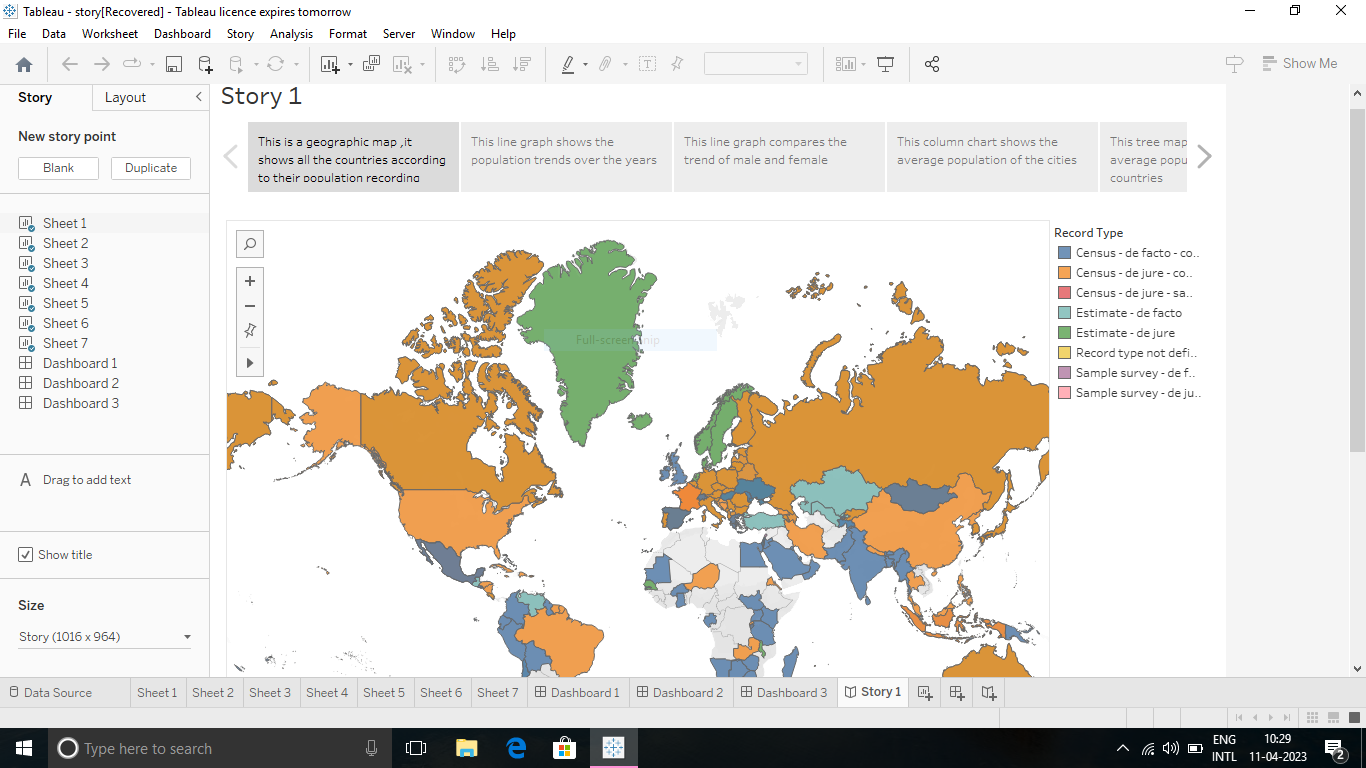 Tableau - story[Recovered] - Tableau licence expires tomorrow
File Data Worksheet Dashboard Story Analysis Format Server Window Help
Show Me
Story Layout
Story 1
New story point
Blank Duplicate
This is a geographic map ,it
shows all the countries according
to their population recording
This line graph shows the
population trends over the years
This line graph compares the
trend of male and female
This column chart shows the
average population of the cities
This tree map
average popu
countries
Sheet 1
Sheet 2
Sheet 3
Sheet 4
Sheet 5
Sheet 6
Sheet 7
Dashboard 1
Dashboard 2
Dashboard 3
A Drag to add text
Show title
Size
Story (1016 x 964)
Full-screen Snip
Record Type
Census - de facto - co..
Census - de jure - co..
Census - de jure - sa..
Estimate - de facto
Estimate - de jure
Record type not defi..
Sample survey - de f..
Sample survey - de ju..
Data Source Sheet 1 Sheet 2 Sheet 3 Sheet 4 Sheet 5 Sheet 6 Sheet 7 Dashboard 1 Dashboard 2 Dashboard 3 Story 1
Type here to search
ENG
INTL
10:29
11-04-2023
2